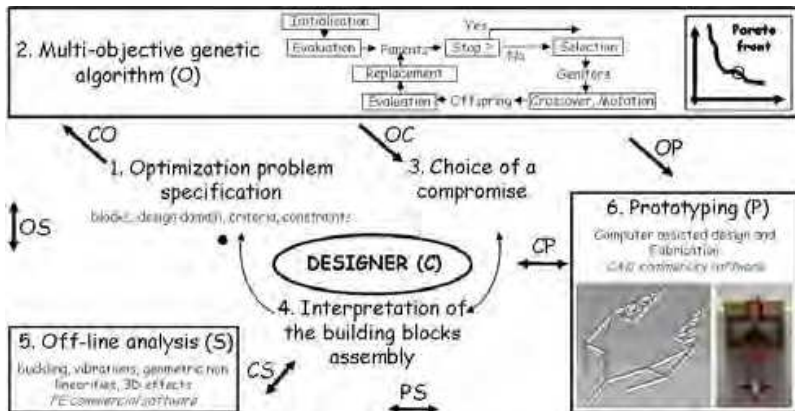 2. Multi-objective genetic
algorithm (O)
Initialisation
Evaluation
Parents
Stop ?
Yes
No
Selection
Genitors
Crossover, Mutation
Offspring
Evaluation
Replacement
Pareto
front
CO
OC
OP
OS
1. Optimization problem
specification
blocks, design domain, criteria, constraints
3. Choice of a
compromise
DESIGNER (C)
CP
4. Interpretation of
the building blocks
assembly
5. Off-line analysis (S)
buckling, vibrations, geometric non
linearities, 3D effects
FE commercial software
CS
PS
6. Prototyping (P)
Computer assisted design and
Fabrication
CAO commercial software